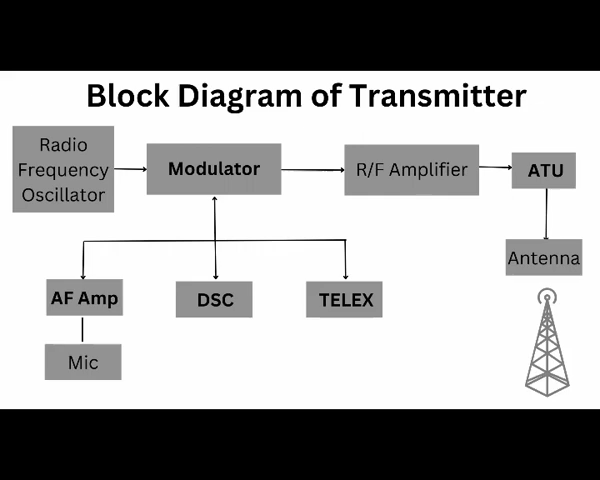 Block Diagram of Transmitter
Radio
Frequency
Oscillator
Modulator
R/F Amplifier
ATU
Antenna
AF Amp
DSC
TELEX
Mic